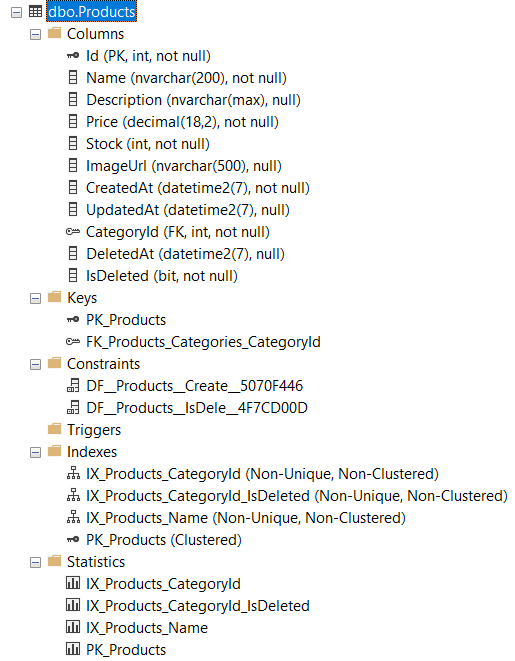 dbo.Products
Columns
Id (PK, int, not null)
Name (nvarchar(200), not null)
Description (nvarchar(max), null)
Price (decimal(18,2), not null)
Stock (int, not null)
ImageUrl (nvarchar(500), null)
CreatedAt (datetime2(7), not null)
UpdatedAt (datetime2(7), null)
CategoryId (FK, int, not null)
DeletedAt (datetime2(7), null)
IsDeleted (bit, not null)
Keys
PK_Products
FK_Products_Categories_CategoryId
Constraints
DF__Products__Create__5070F446
DF__Products__IsDele__4F7CD00D
Triggers
Indexes
IX_Products_CategoryId (Non-Unique, Non-Clustered)
IX_Products_CategoryId_IsDeleted (Non-Unique, Non-Clustered)
IX_Products_Name (Non-Unique, Non-Clustered)
PK_Products (Clustered)
Statistics
IX_Products_CategoryId
IX_Products_CategoryId_IsDeleted
IX_Products_Name
PK_Products